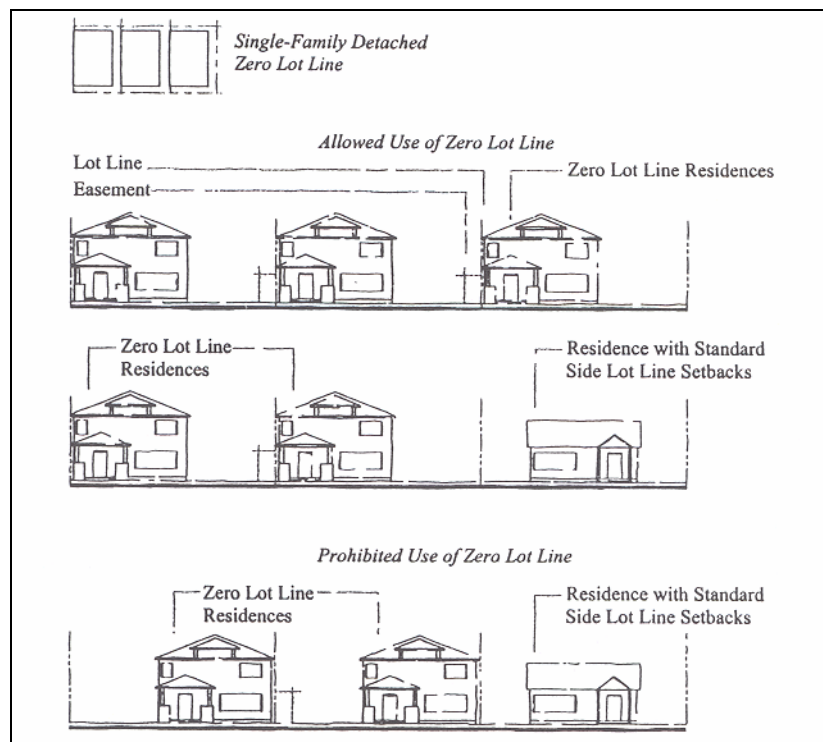 Single-Family Detached
Zero Lot Line
Allowed Use of Zero Lot Line
Lot Line
Easement
Zero Lot Line Residences
Zero Lot Line
Residences
Residence with Standard
Side Lot Line Setbacks
Prohibited Use of Zero Lot Line
Zero Lot Line
Residences
Residence with Standard
Side Lot Line Setbacks